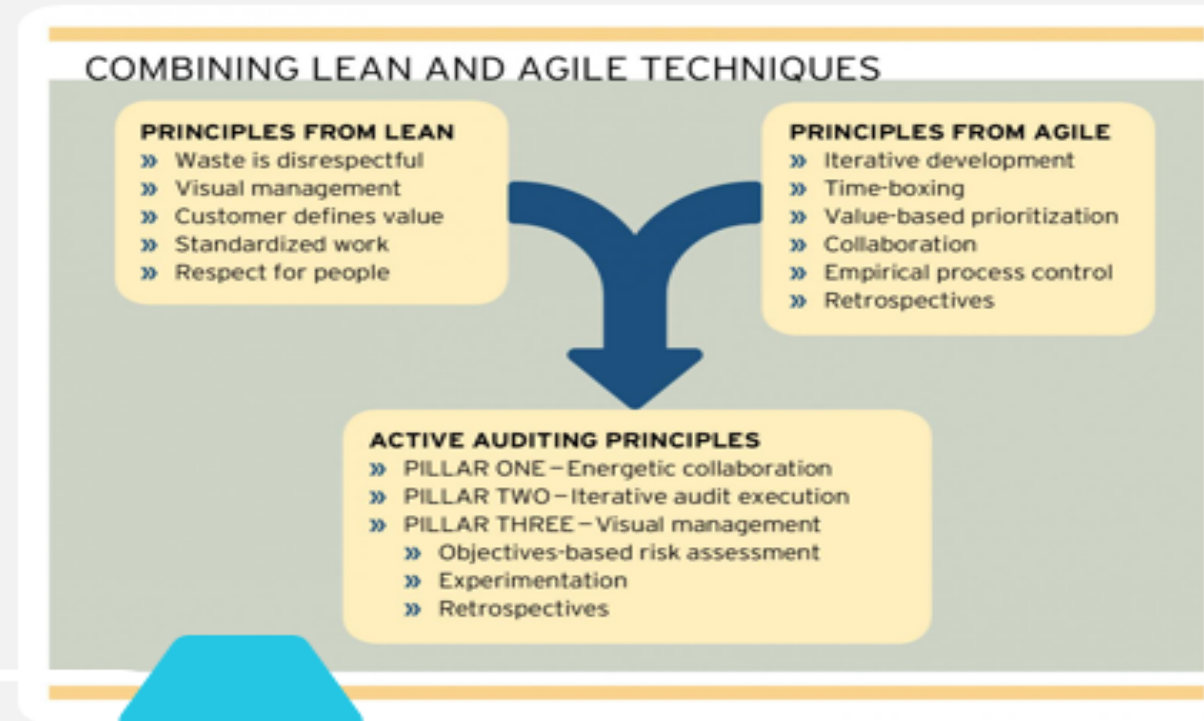 COMBINING LEAN AND AGILE TECHNIQUES
PRINCIPLES FROM LEAN
» Waste is disrespectful
» Visual management
» Customer defines value
» Standardized work
» Respect for people
PRINCIPLES FROM AGILE
» Iterative development
» Time-boxing
» Value-based prioritization
» Collaboration
» Empirical process control
» Retrospectives
ACTIVE AUDITING PRINCIPLES
» PILLAR ONE–Energetic collaboration
» PILLAR TWO–Iterative audit execution
» PILLAR THREE–Visual management
» Objectives-based risk assessment
» Experimentation
» Retrospectives